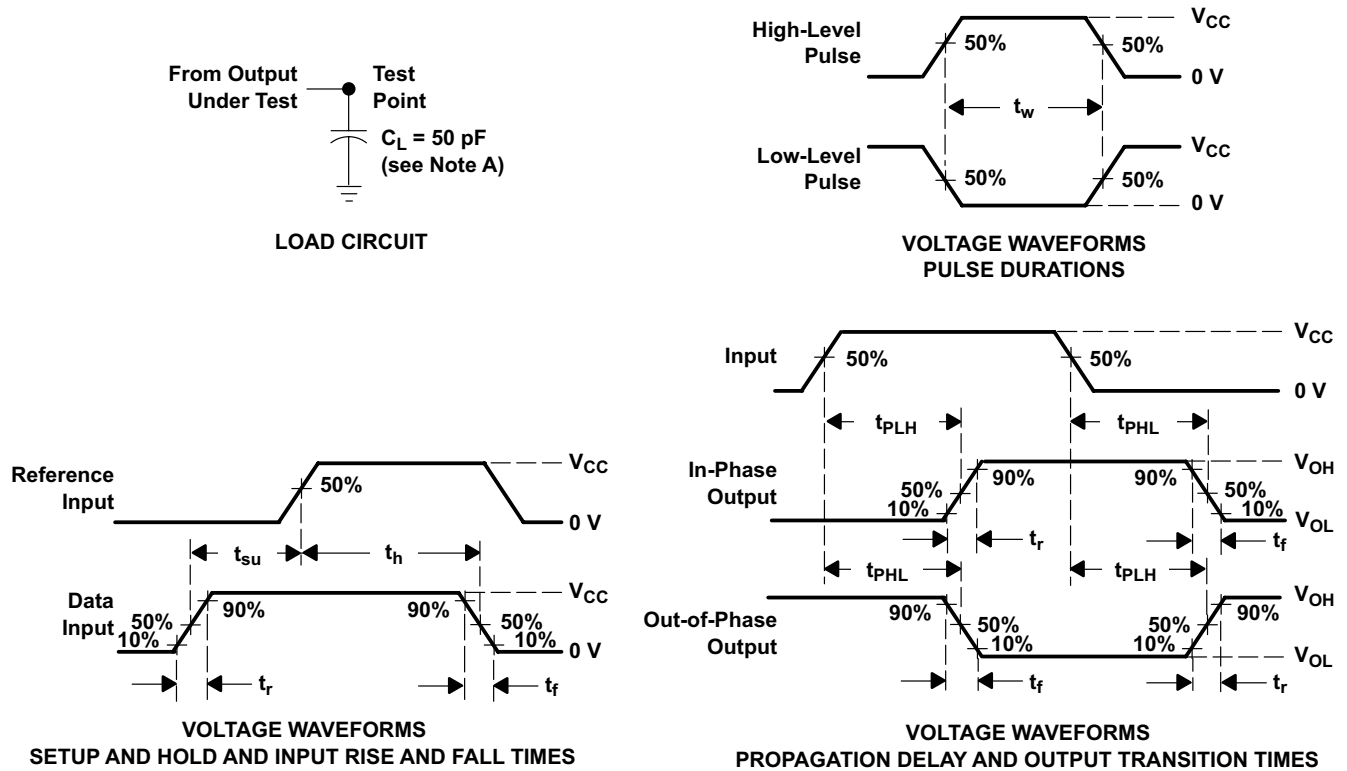 From Output
Under Test
Test
Point
C_L = 50 pF
(see Note A)
LOAD CIRCUIT
High-Level
Pulse
50%
50%
V_CC
0 V
t_w
Low-Level
Pulse
50%
50%
V_CC
0 V
VOLTAGE WAVEFORMS
PULSE DURATIONS
Reference
Input
50%
V_CC
0 V
t_su
t_h
Data
Input
50%
10%
90%
90%
50%
10%
V_CC
0 V
t_r
t_f
VOLTAGE WAVEFORMS
SETUP AND HOLD AND INPUT RISE AND FALL TIMES
Input
50%
50%
V_CC
0 V
t_PLH
t_PHL
In-Phase
Output
50%
10%
90%
90%
50%
10%
V_OH
V_OL
t_r
t_f
t_PHL
t_PLH
Out-of-Phase
Output
90%
50%
10%
50%
10%
90%
V_OH
V_OL
t_f
t_r
VOLTAGE WAVEFORMS
PROPAGATION DELAY AND OUTPUT TRANSITION TIMES